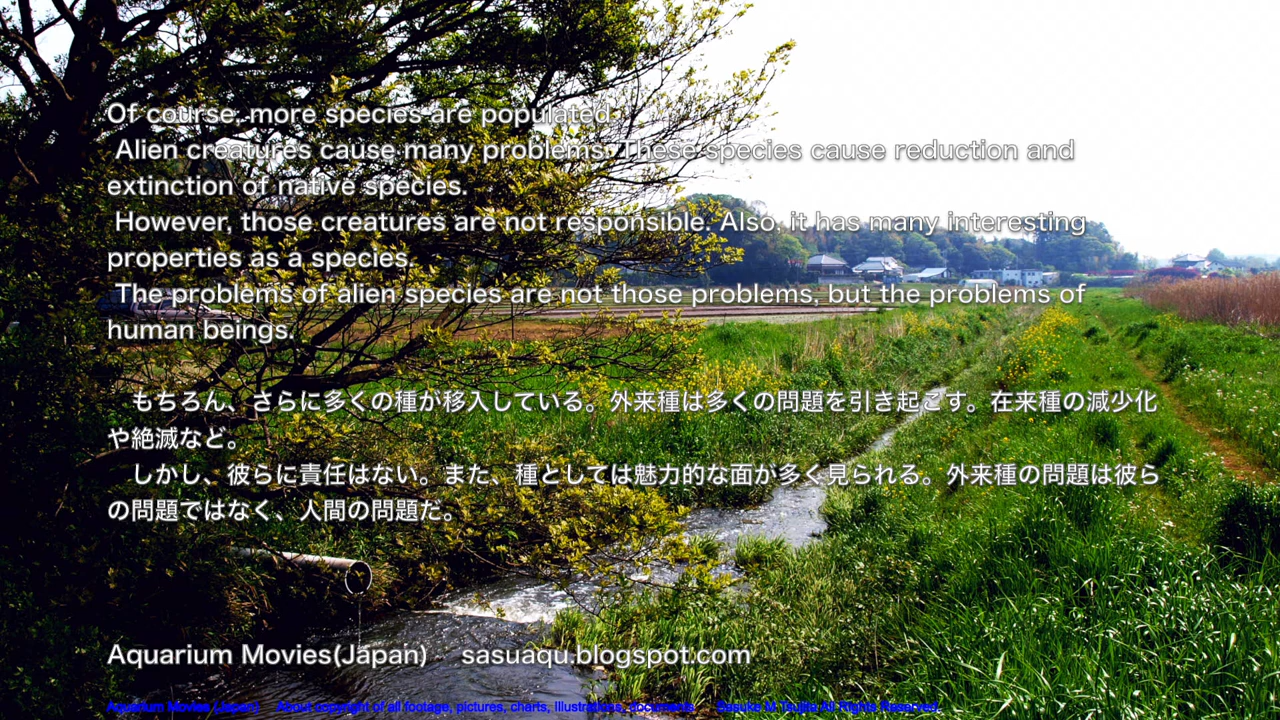 Of course, more species are populated.
Alien creatures cause many problems. These species cause reduction and
extinction of native species.
However, those creatures are not responsible. Also, it has many interesting
properties as a species.
The problems of alien species are not those problems, but the problems of
human beings.
もちろん、さらに多くの種が移入している。外来種は多くの問題を引き起こす。在来種の減少化
や絶滅など。
しかし、彼らに責任はない。また、種としては魅力的な面が多く見られる。外来種の問題は彼ら
の問題ではなく、人間の問題だ。
Aquarium Movies(Japan) sasuaqu.blogspot.com
Aquarium Movies (Japan) About copyright of all footage, pictures, charts, Illustrations, documents. Sasuke M Tsujita All Rights Reserved.